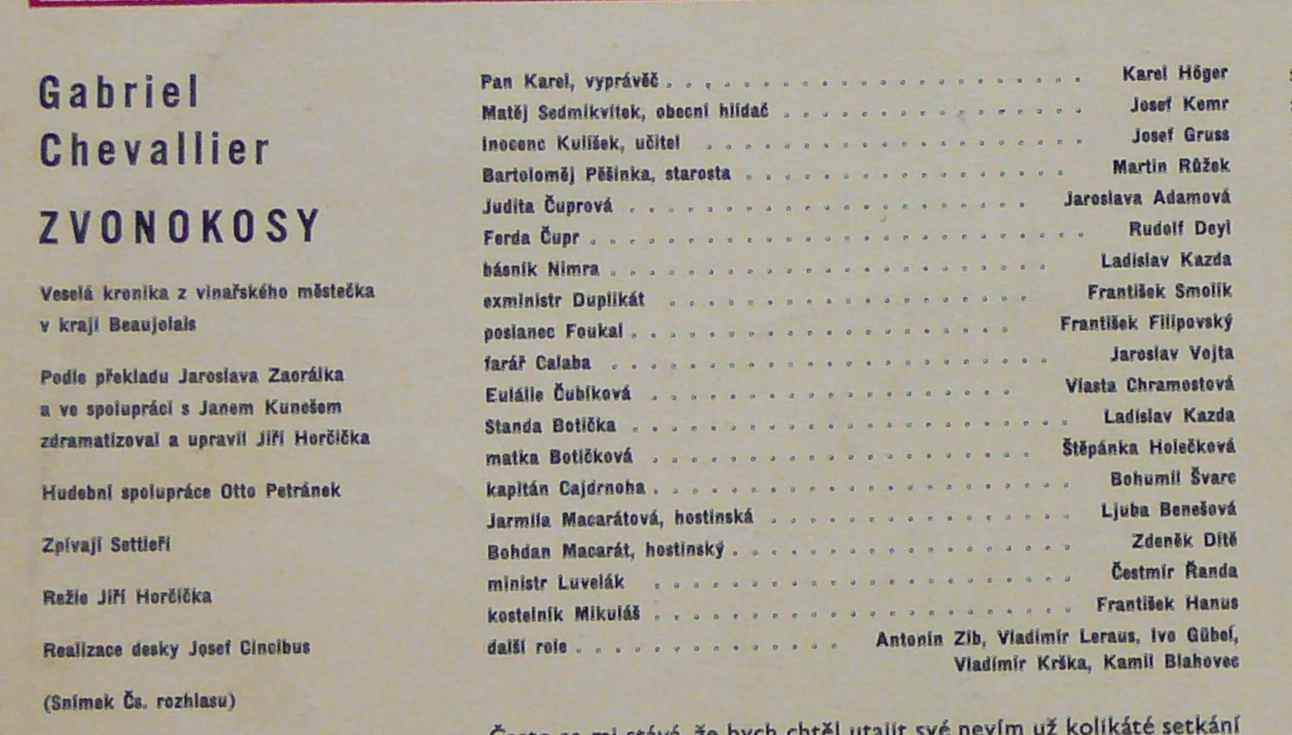 Gabriel
Chevallier
ZVONOKOSY
Veselá kronika z vinařského městečka
v kraji Beaujolais
Podle překladu Jaroslava Zaorálka
a ve spolupráci s Janem Kunešem
zdramatizoval a upravil Jiří Horčička
Hudební spolupráce Otto Petránek
Zpívají Settleři
Režie Jiří Horčička
Realizace desky Josef Cincibus
(Snímek Čs. rozhlasu)
Pan Karel, vyprávěč . . . . . . . . . . . . . . . . . . . . . Karel Höger
Matěj Sedmikvítek, obecní hlídač . . . . . . . . . . . . . . . Josef Kemr
Inocenc Kulíšek, učitel . . . . . . . . . . . . . . . . . . . Josef Gruss
Bartoloměj Pěšinka, starosta . . . . . . . . . . . . . . . . . Martin Růžek
Judita Čuprová . . . . . . . . . . . . . . . . . . . . . Jaroslava Adamová
Ferda Čupr . . . . . . . . . . . . . . . . . . . . . . . . . Rudolf Deyl
básník Nimra . . . . . . . . . . . . . . . . . . . . . . . Ladislav Kazda
exministr Duplikát . . . . . . . . . . . . . . . . . . . František Smolík
poslanec Foukal . . . . . . . . . . . . . . . . . . . František Filipovský
farář Calaba . . . . . . . . . . . . . . . . . . . . . . . Jaroslav Vojta
Eulálie Čubíková . . . . . . . . . . . . . . . . . . . Vlasta Chramostová
Standa Botička . . . . . . . . . . . . . . . . . . . . . . Ladislav Kazda
matka Botičková . . . . . . . . . . . . . . . . . . . Štěpánka Holečková
kapitán Cajdrnoha . . . . . . . . . . . . . . . . . . . . . Bohumil Švarc
Jarmila Macarátová, hostinská . . . . . . . . . . . . . . . Ljuba Benešová
Bohdan Macarát, hostinský . . . . . . . . . . . . . . . . . Zdeněk Dítě
ministr Luvelák . . . . . . . . . . . . . . . . . . . . . Čestmír Řanda
kostelník Mikuláš . . . . . . . . . . . . . . . . . . . . František Hanus
další role . . . . . . . . . . . . . . Antonín Zíb, Vladimír Leraus, Ivo Gübel,
Vladimír Krška, Kamil Blahovec
Často se mi stává, že bych chtěl utajit své nevím už kolikáté setkání